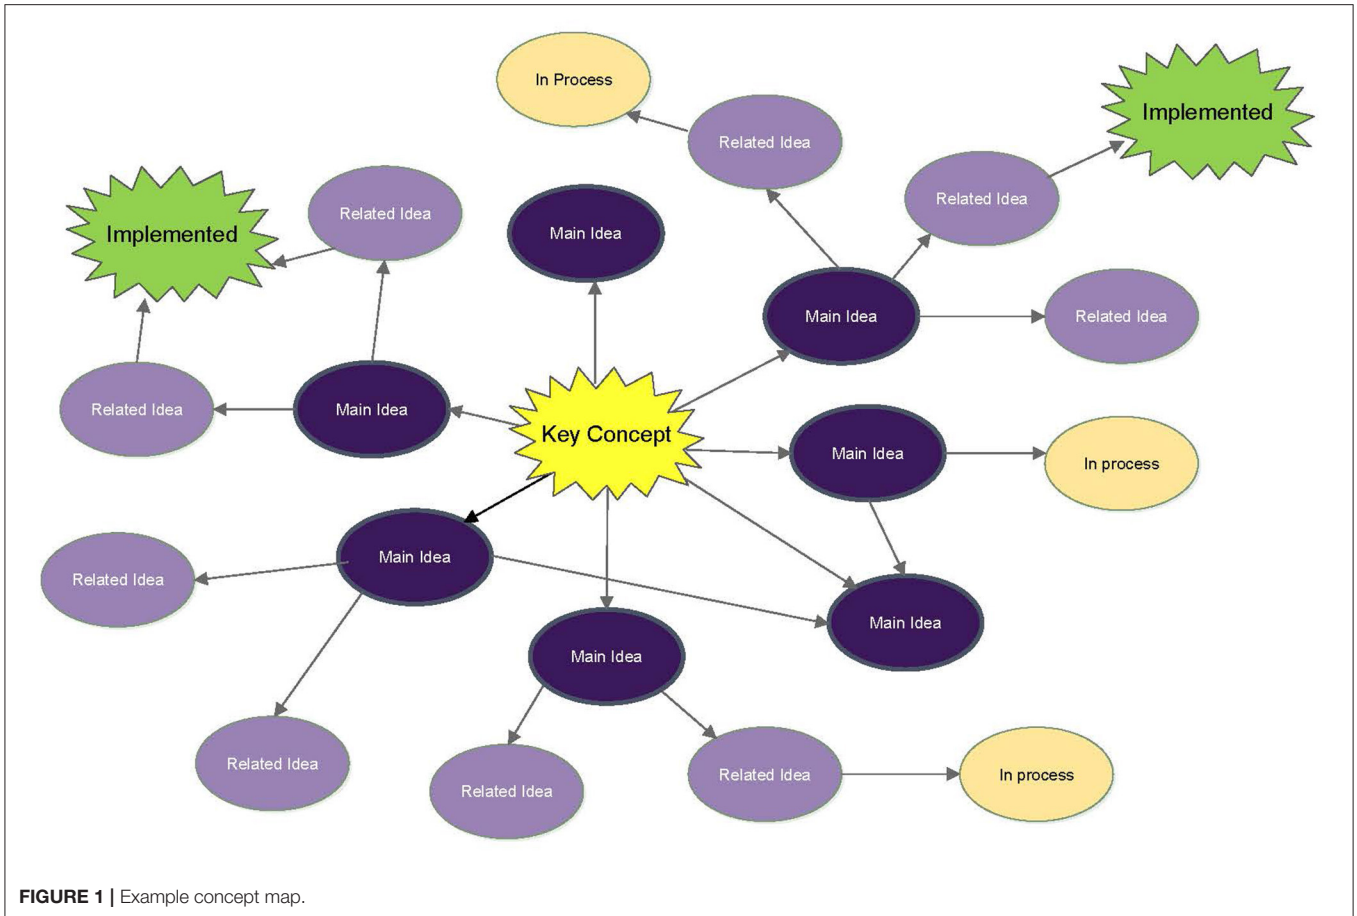 In Process
Implemented
Related Idea
Related Idea
Related Idea
Implemented
Main Idea
Main Idea
Related Idea
Related Idea
Main Idea
Key Concept
Main Idea
In process
Main Idea
Related Idea
Main Idea
Main Idea
Related Idea
Related Idea
Related Idea
In process
FIGURE 1 | Example concept map.